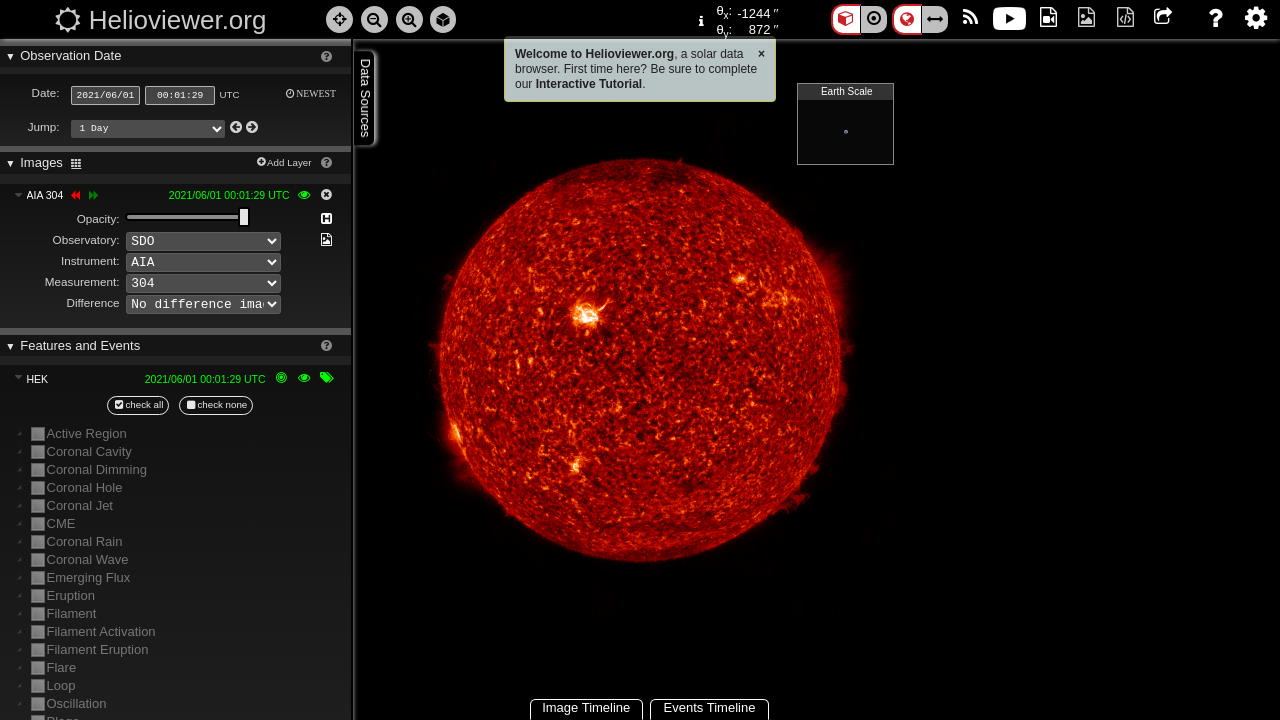 Helioviewer.org
θx: -1244 ″
θy: 872 ″
Observation Date
Date: 2021/06/01 00:01:29 UTC NEWEST
Jump: 1 Day
Images Add Layer
AIA 304 2021/06/01 00:01:29 UTC
Opacity:
Observatory: SDO
Instrument: AIA
Measurement: 304
Difference No difference ima
Features and Events
HEK 2021/06/01 00:01:29 UTC
check all check none
Active Region
Coronal Cavity
Coronal Dimming
Coronal Hole
Coronal Jet
CME
Coronal Rain
Coronal Wave
Emerging Flux
Eruption
Filament
Filament Activation
Filament Eruption
Flare
Loop
Oscillation
Data Sources
Welcome to Helioviewer.org, a solar data ×
browser. First time here? Be sure to complete
our Interactive Tutorial.
Earth Scale
Image Timeline Events Timeline